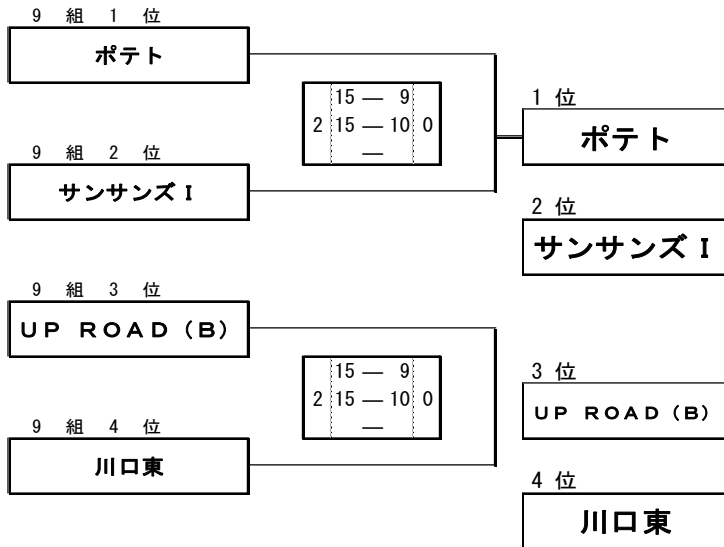 9 組 1 位
ポテト
15 ― 9
2 15 ― 10 0
―
1 位
ポテト
9 組 2 位
サンサンズ I
2 位
サンサンズ I
9 組 3 位
UP ROAD (B)
15 ― 9
2 15 ― 10 0
―
3 位
UP ROAD (B)
9 組 4 位
川口東
4 位
川口東